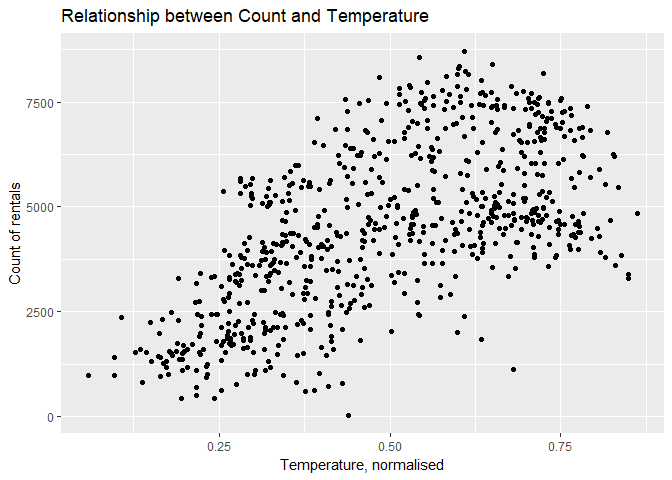 Relationship between Count and Temperature
Count of rentals
7500
5000
2500
0
0.25
0.50
0.75
Temperature, normalised